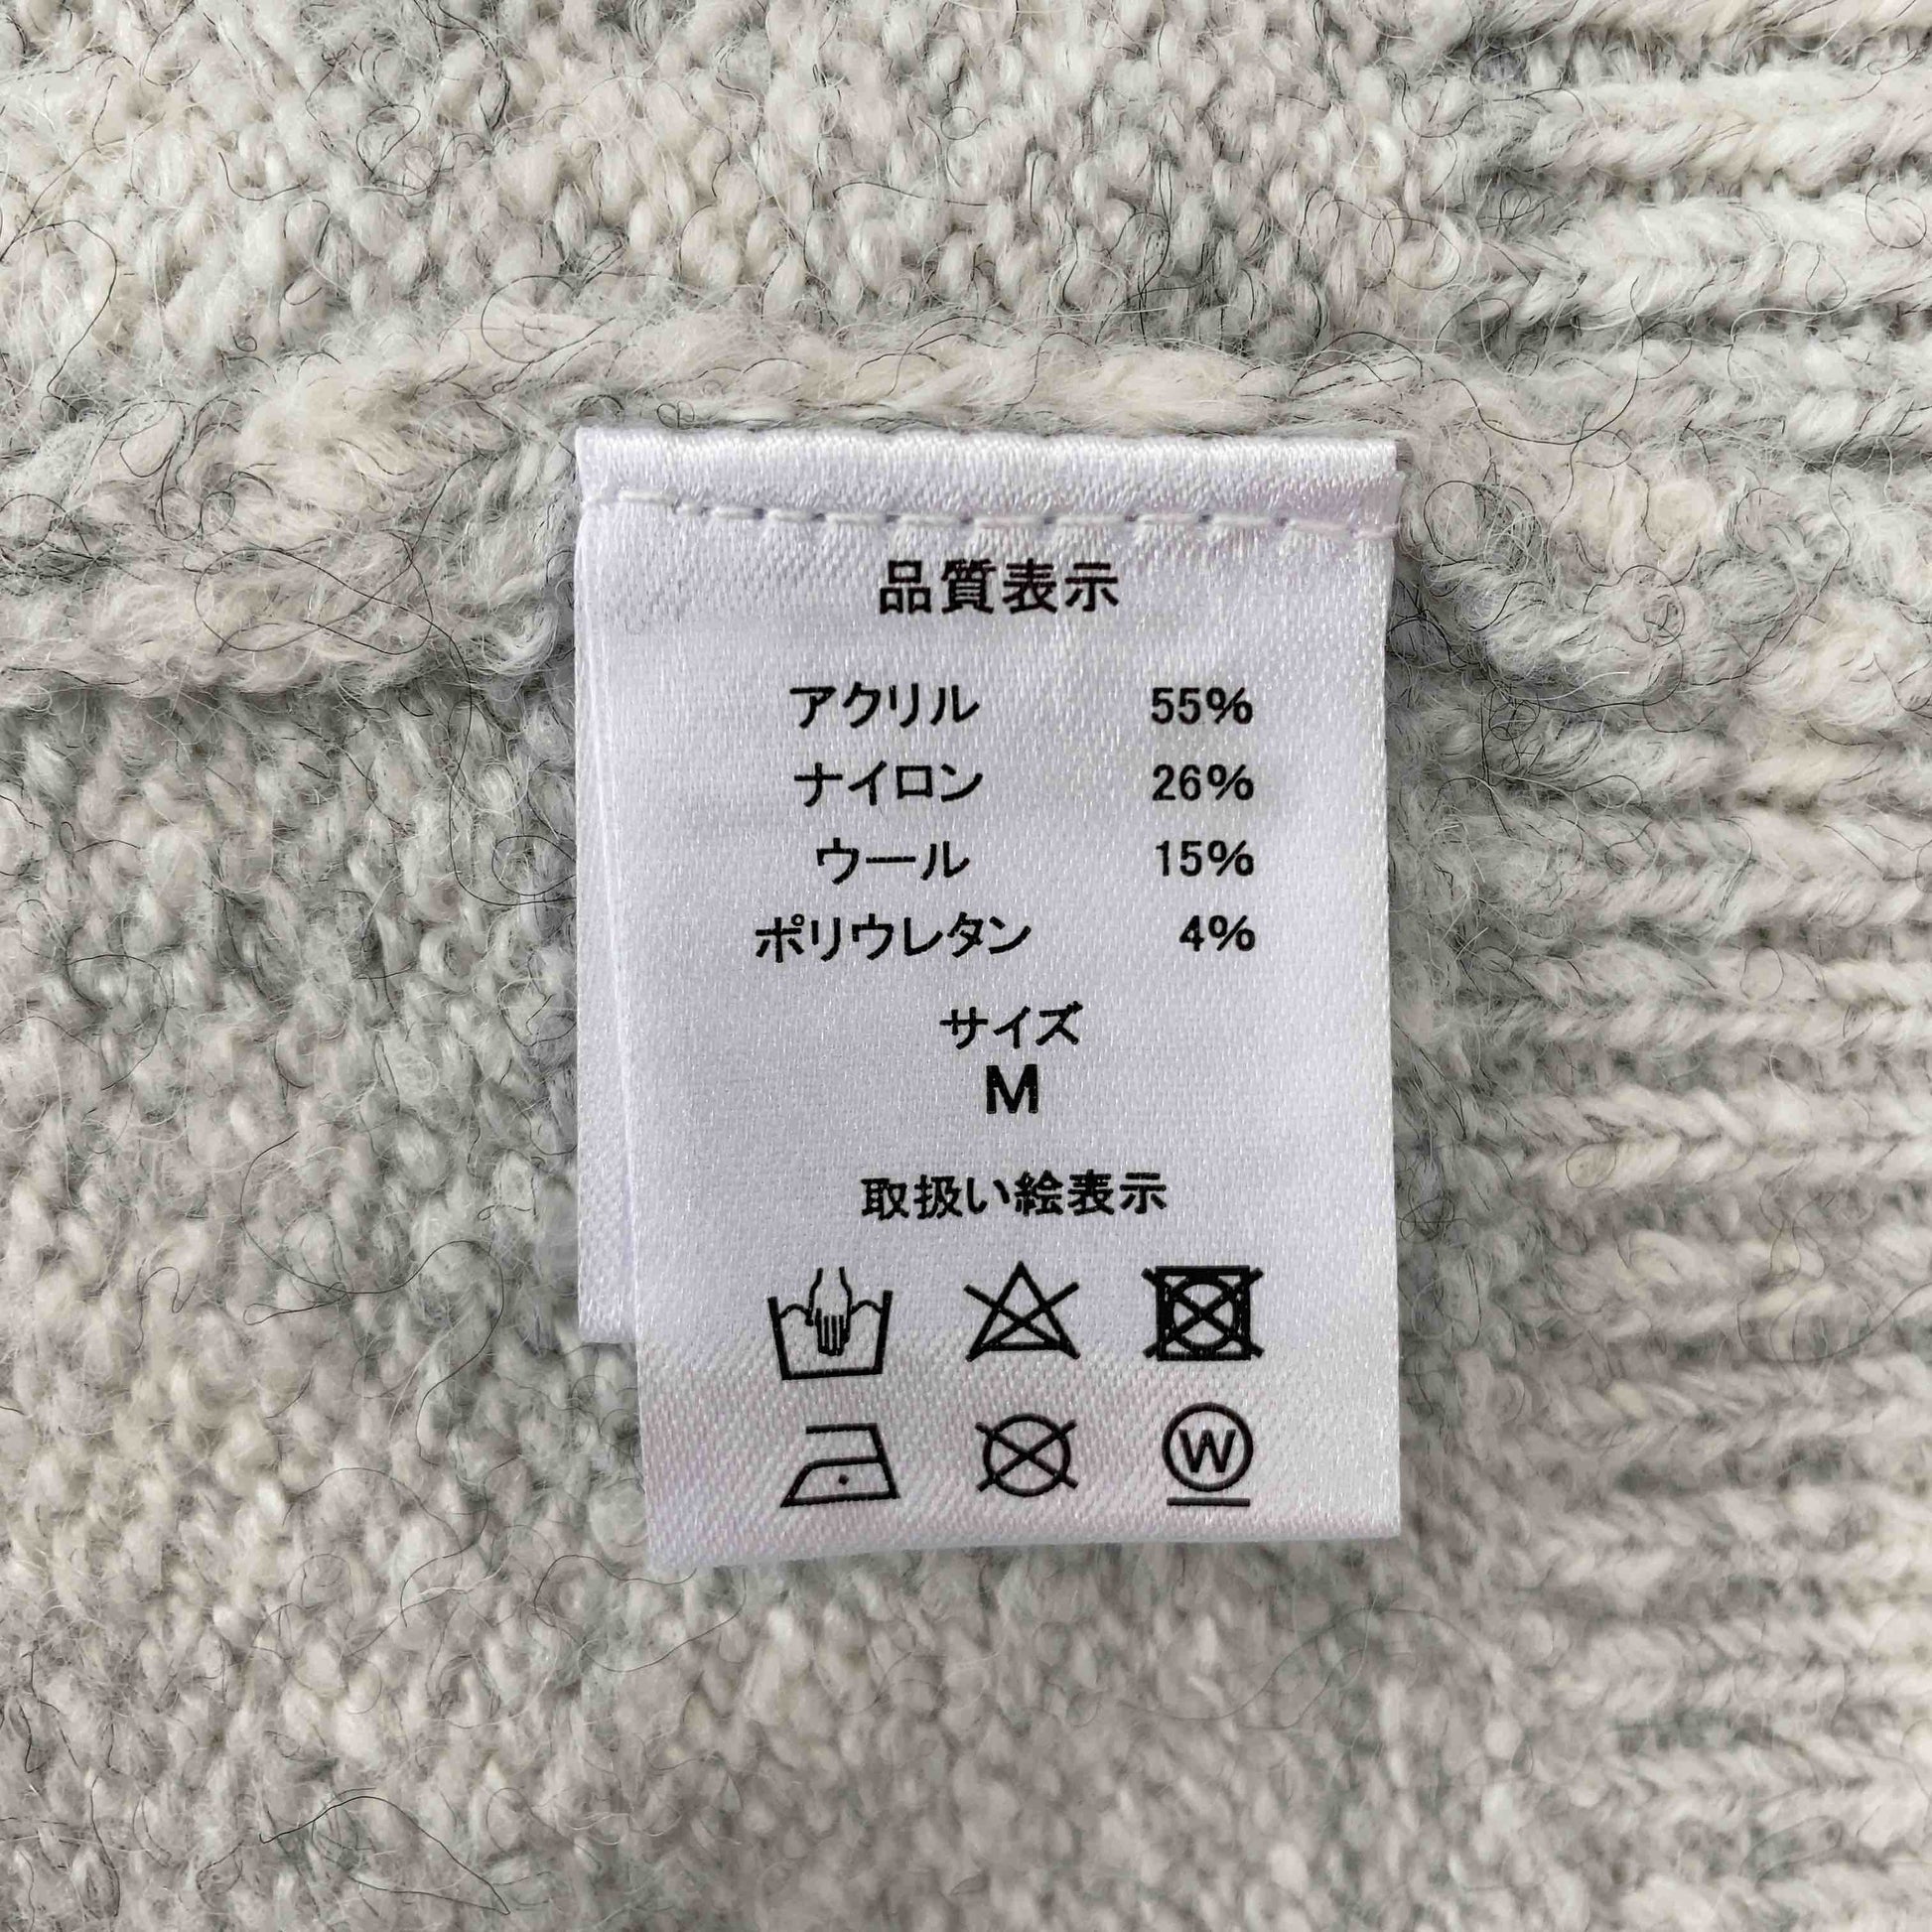 品質表示
アクリル 55%
ナイロン 26%
ウール 15%
ポリウレタン 4%
サイズ
M
取扱い絵表示
W